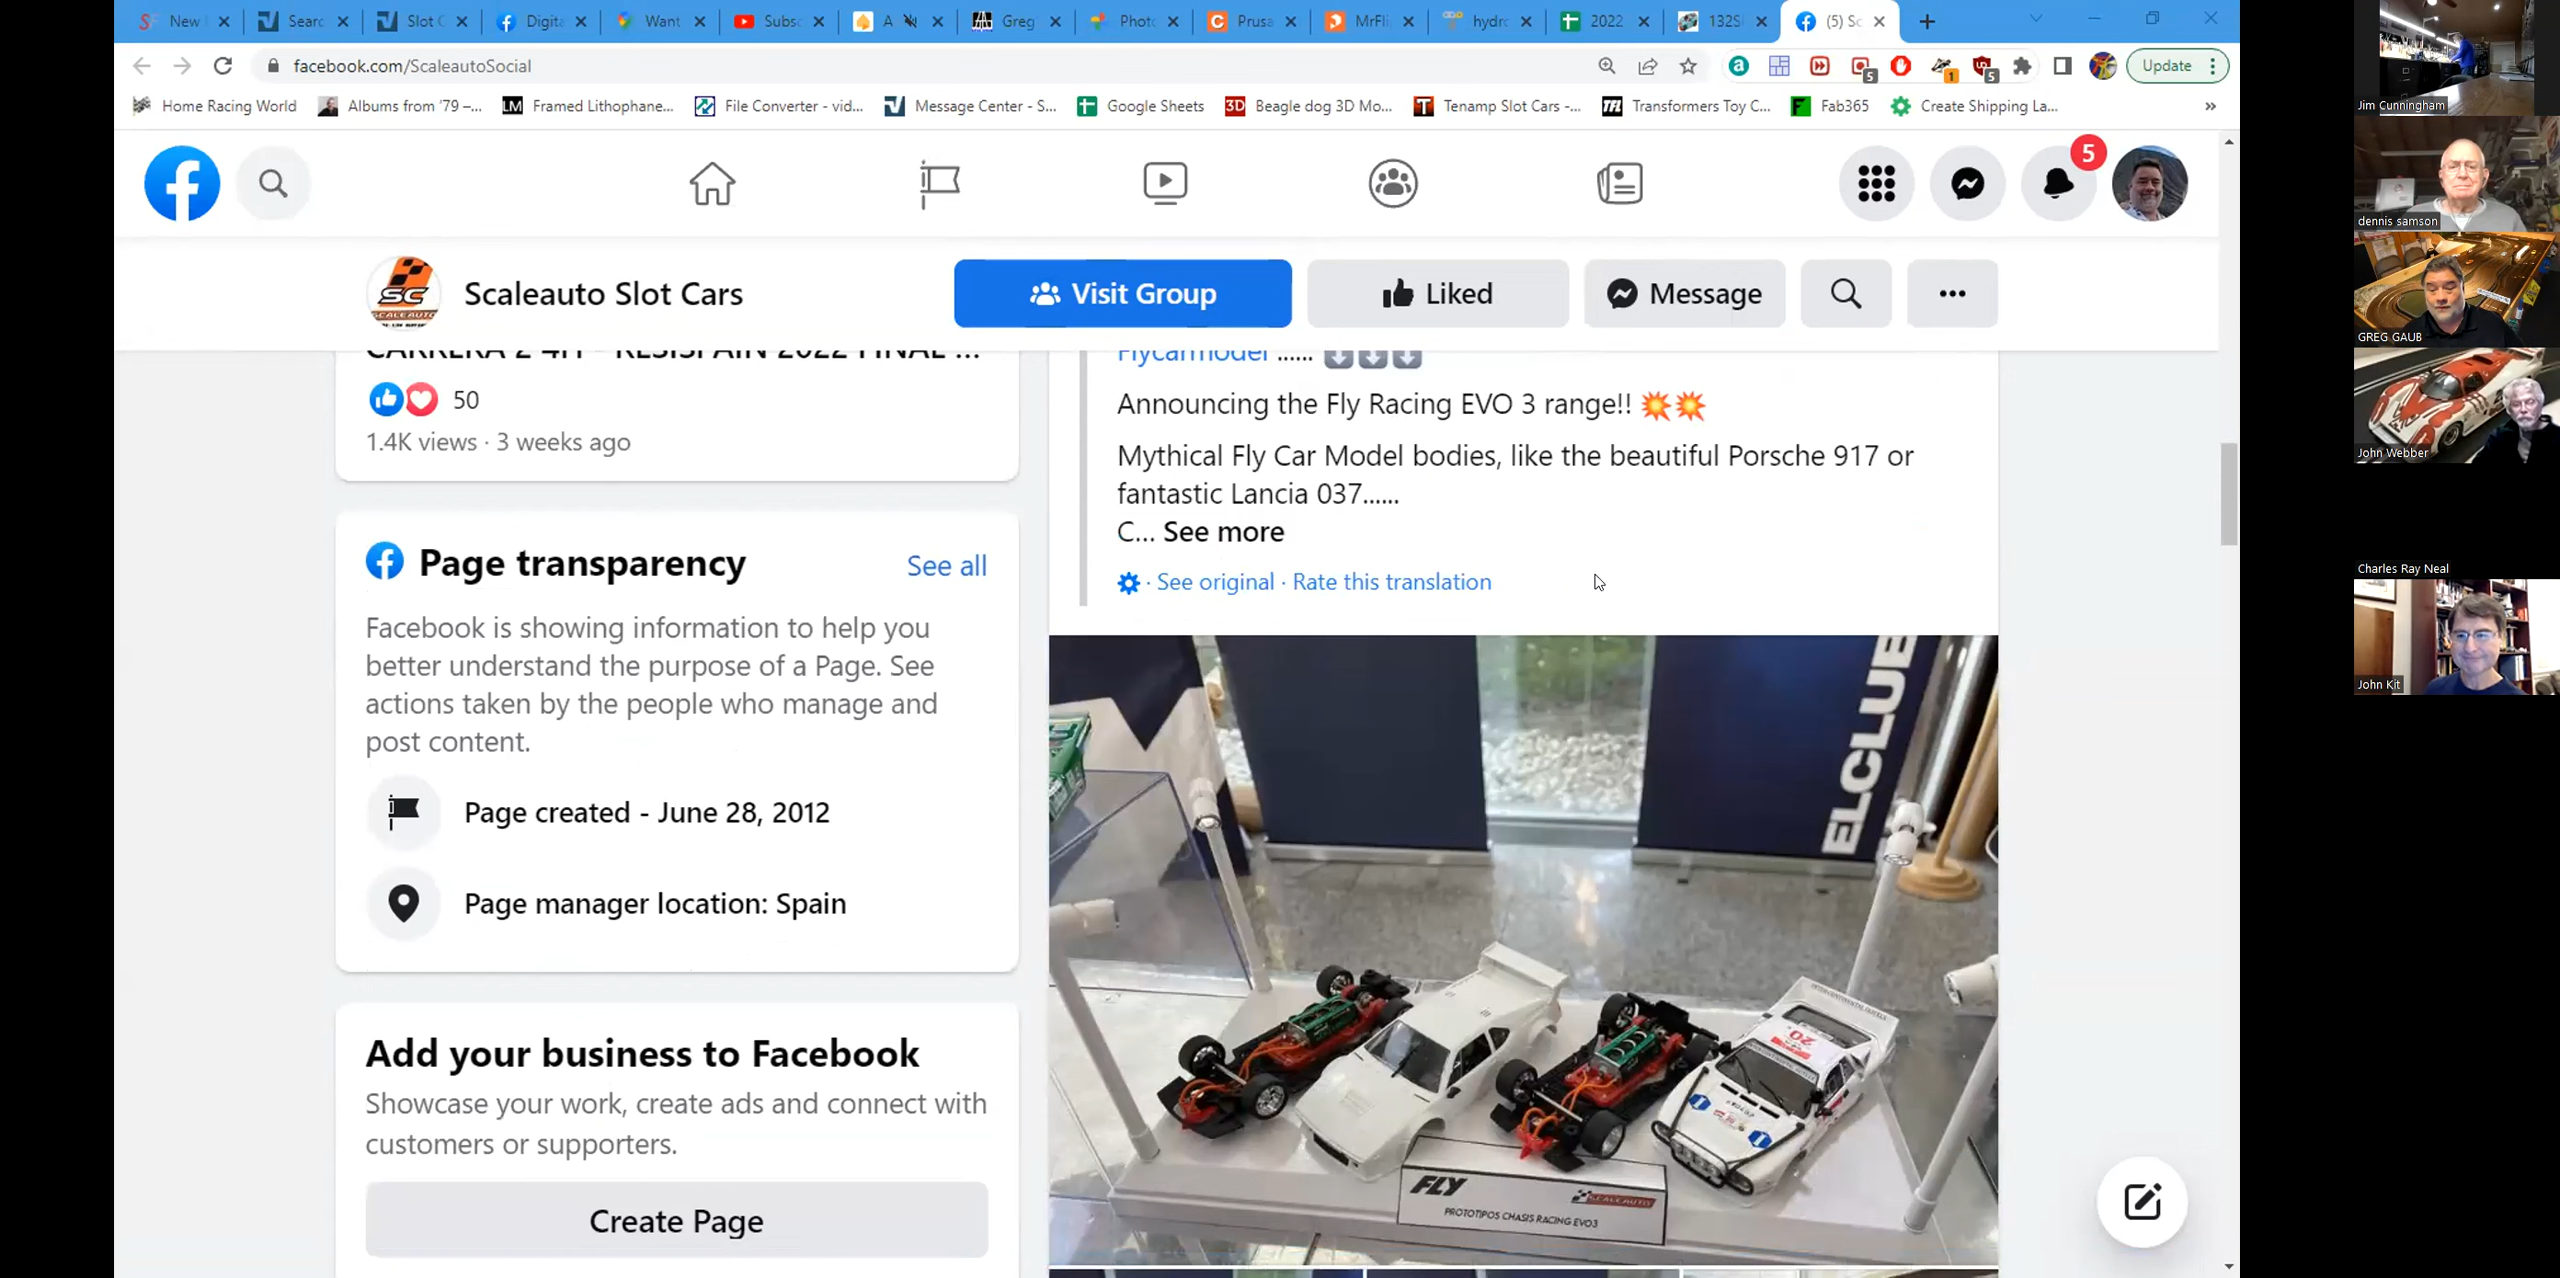 New
Searc
Slot C
Digita
Want
Subsc
A
Greg
Photo
Prusa
MrFli
hydro
2022
132S
(5) Sc
facebook.com/ScaleautoSocial
Update
Home Racing World
Albums from '79 –...
Framed Lithophane...
File Converter - vid...
Message Center - S...
Google Sheets
Beagle dog 3D Mo...
Tenamp Slot Cars -...
Transformers Toy C...
Fab365
Create Shipping La...
5
Scaleauto Slot Cars
Visit Group
Liked
Message
CARRERA 2 4H - RESISPAIN 2022 FINAL ...
50
1.4K views · 3 weeks ago
Page transparency
See all
Facebook is showing information to help you
better understand the purpose of a Page. See
actions taken by the people who manage and
post content.
Page created - June 28, 2012
Page manager location: Spain
Add your business to Facebook
Showcase your work, create ads and connect with
customers or supporters.
Create Page
Flycarmodel ......
Announcing the Fly Racing EVO 3 range!!
Mythical Fly Car Model bodies, like the beautiful Porsche 917 or
fantastic Lancia 037......
C... See more
· See original · Rate this translation
ELCLUB
20
FLY
SCALEAUTO
PROTOTIPOS CHASIS RACING EVO3
Jim Cunningham
dennis samson
GREG GAUB
John Webber
Charles Ray Neal
John Kit